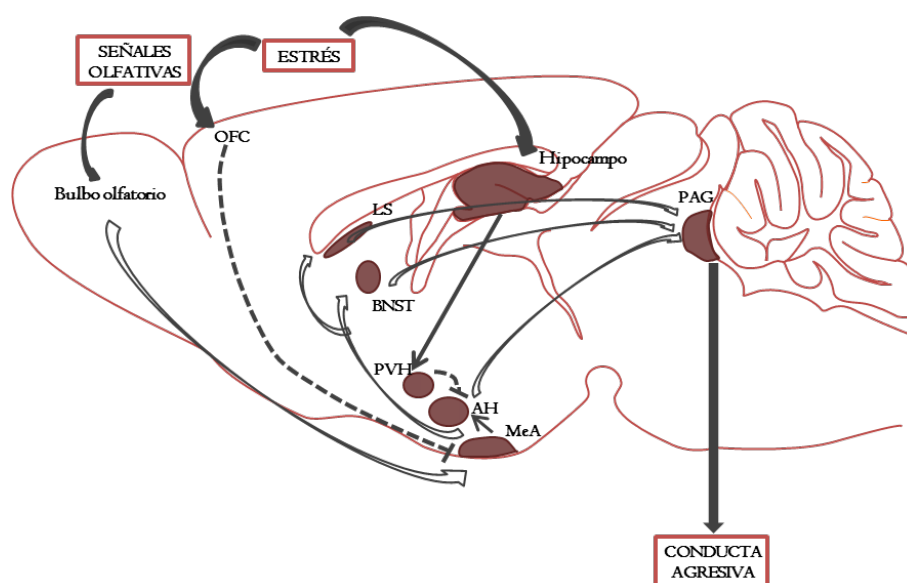 SEÑALES
OLFATIVAS
ESTRÉS
OFC
Hipocampo
Bulbo olfatorio
LS
PAG
BNST
PVH
AH
MeA
CONDUCTA
AGRESIVA